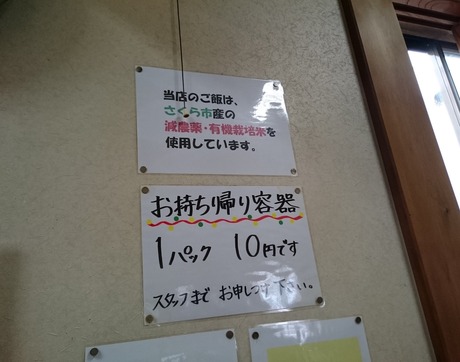 当店のご飯は、
さくら市産の
減農薬・有機栽培米を
使用しています。
お持ち帰り容器
1パック 10円です
スタッフまで お申しつけ下さい。